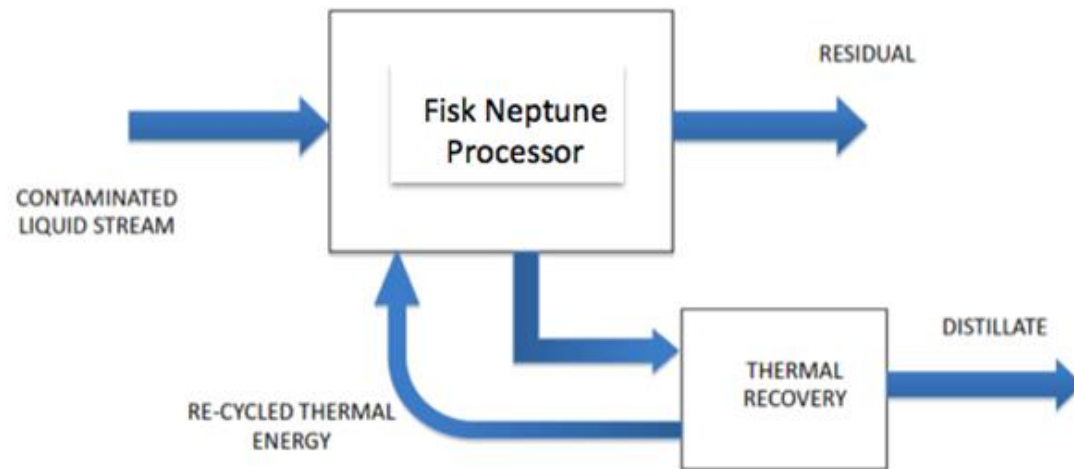 RESIDUAL
Fisk Neptune
Processor
CONTAMINATED
LIQUID STREAM
DISTILLATE
THERMAL
RECOVERY
RE-CYCLED THERMAL
ENERGY